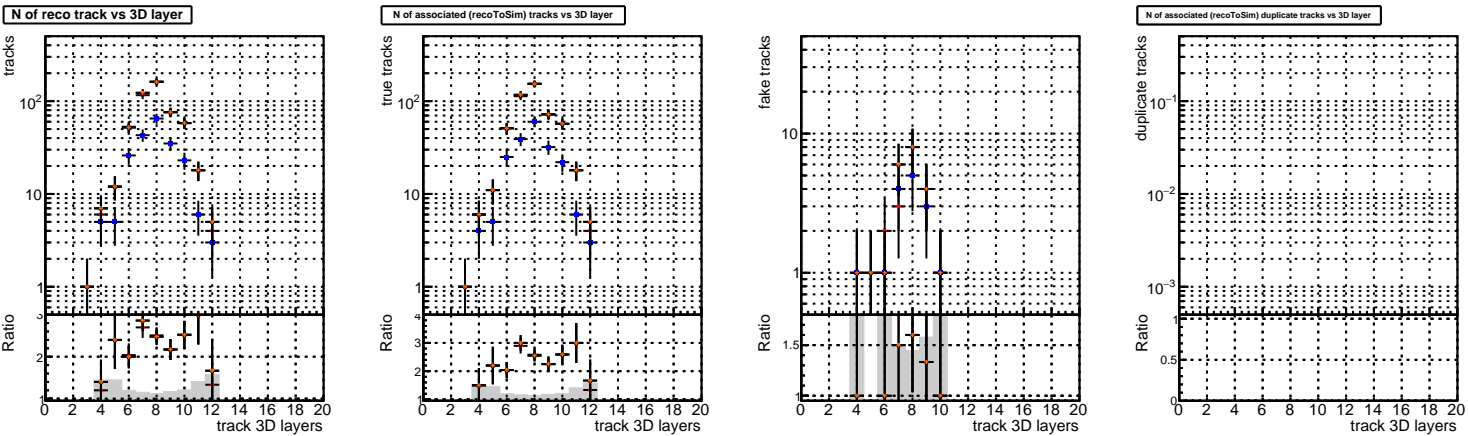 N of reco track vs 3D layer
tracks
10²
10
1
Ratio
3
2
1
0 2 4 6 8 10 12 14 16 18 20
track 3D layers
N of associated (recoToSim) tracks vs 3D layer
true tracks
10²
10
1
Ratio
4
3
2
1
0 2 4 6 8 10 12 14 16 18 20
track 3D layers
fake tracks
10
1
Ratio
1.5
1
0 2 4 6 8 10 12 14 16 18 20
track 3D layers
N of associated (recoToSim) duplicate tracks vs 3D layer
duplicate tracks
10⁻¹
10⁻²
10⁻³
Ratio
1
0.5
0
0 2 4 6 8 10 12 14 16 18 20
track 3D layers